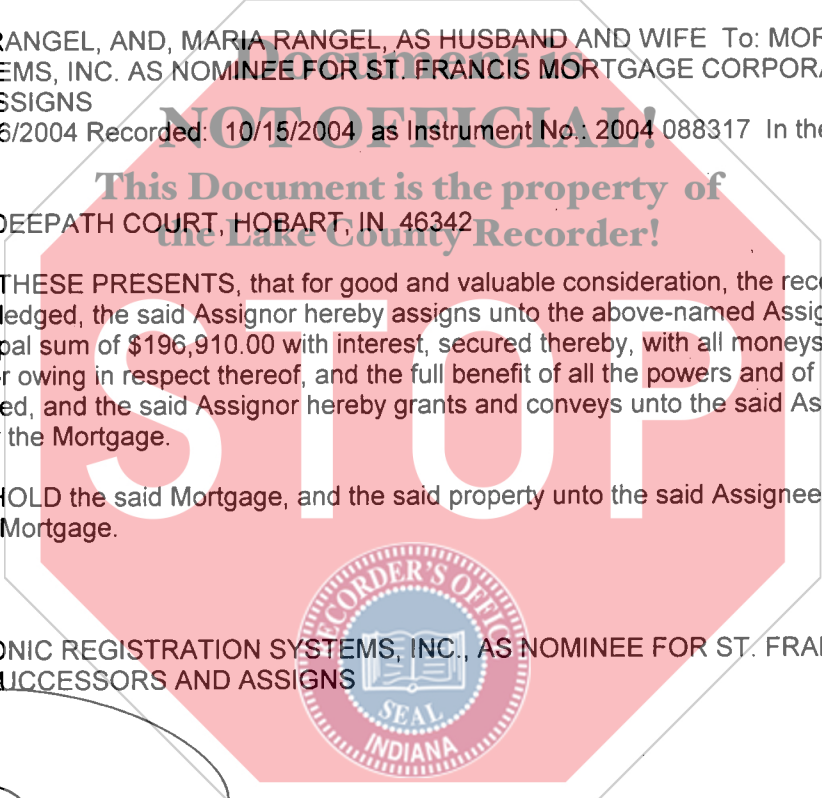 RANGEL, AND, MARIA RANGEL, AS HUSBAND AND WIFE To: MOR
EMS, INC. AS NOMINEE FOR ST. FRANCIS MORTGAGE CORPORA
Document is
SSIGNS
NOT OFFICIAL!
6/2004 Recorded: 10/15/2004 as Instrument No.: 2004 088317 In the
This Document is the property of
DEEPATH COURT, HOBART, IN 46342
the Lake County Recorder!
THESE PRESENTS, that for good and valuable consideration, the rece
ledged, the said Assignor hereby assigns unto the above-named Assig
pal sum of $196,910.00 with interest, secured thereby, with all moneys
r owing in respect thereof, and the full benefit of all the powers and of
ed, and the said Assignor hereby grants and conveys unto the said As
the Mortgage.
STOP
HOLD the said Mortgage, and the said property unto the said Assignee
Mortgage.
RECORDER'S OFFIC
ONIC REGISTRATION SYSTEMS, INC., AS NOMINEE FOR ST. FRA
UCCESSORS AND ASSIGNS
SEAL
INDIANA